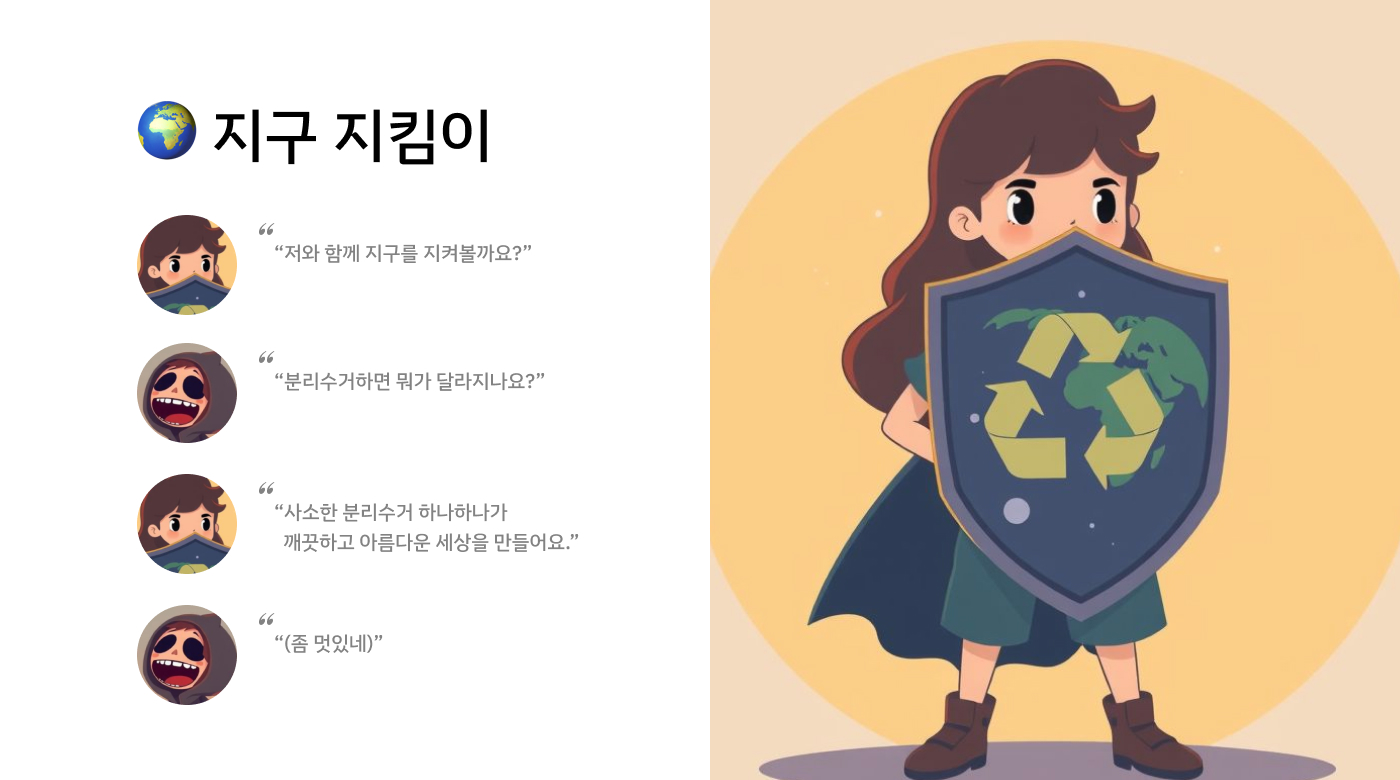 지구 지킴이
“
“저와 함께 지구를 지켜볼까요?”
“
“분리수거하면 뭐가 달라지나요?”
“
“사소한 분리수거 하나하나가
깨끗하고 아름다운 세상을 만들어요.”
“
“(좀 멋있네)”